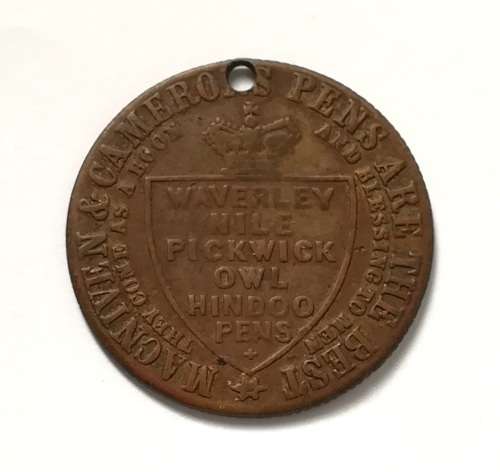 MACNIVEN & CAMERON'S PENS ARE THE BEST
THEY COME AS A BOON AND BLESSING TO MEN
WAVERLEY
NILE
PICKWICK
OWL
HINDOO
PENS